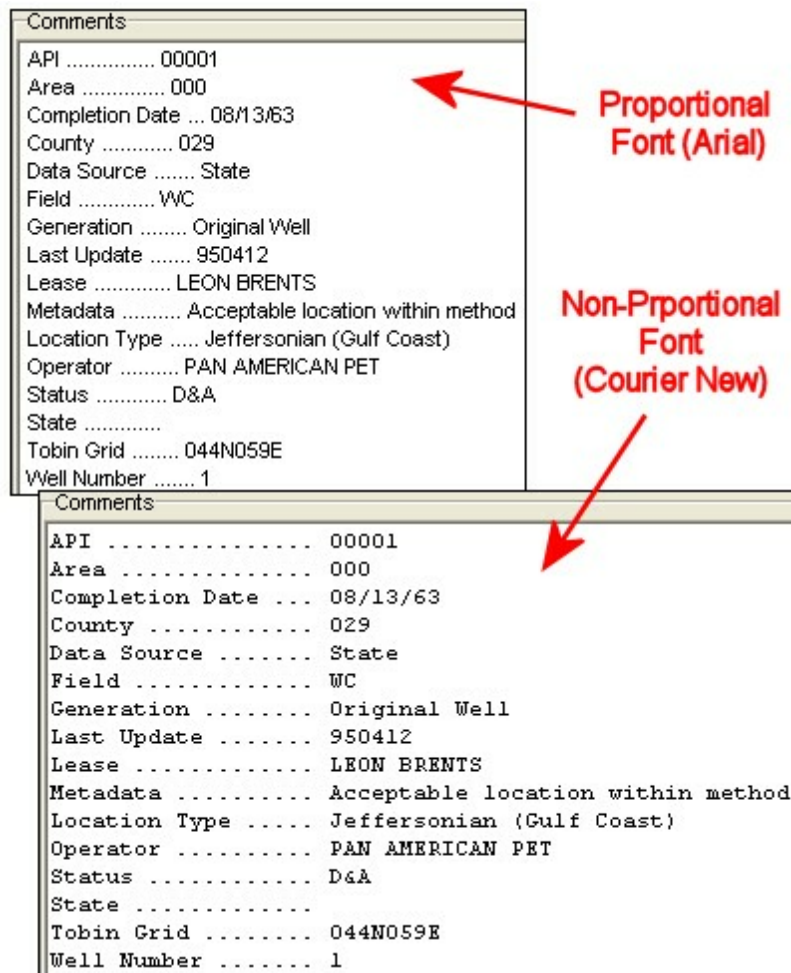 Comments
API .............. 00001
Area ............. 000
Completion Date ... 08/13/63
County ........... 029
Data Source ....... State
Field ............. WC
Generation ........ Original Well
Last Update ....... 950412
Lease ............ LEON BRENTS
Metadata .......... Acceptable location within method
Location Type ..... Jeffersonian (Gulf Coast)
Operator .......... PAN AMERICAN PET
Status ............ D&A
State .............
Tobin Grid ........ 044N059E
Well Number ....... 1
Proportional
Font (Arial)
Non-Prportional
Font
(Courier New)
Comments
API ............... 00001
Area .............. 000
Completion Date ... 08/13/63
County ............ 029
Data Source ....... State
Field ............. WC
Generation ........ Original Well
Last Update ....... 950412
Lease ............. LEON BRENTS
Metadata .......... Acceptable location within method
Location Type ..... Jeffersonian (Gulf Coast)
Operator .......... PAN AMERICAN PET
Status ............ D&A
State .............
Tobin Grid ........ 044N059E
Well Number ....... 1